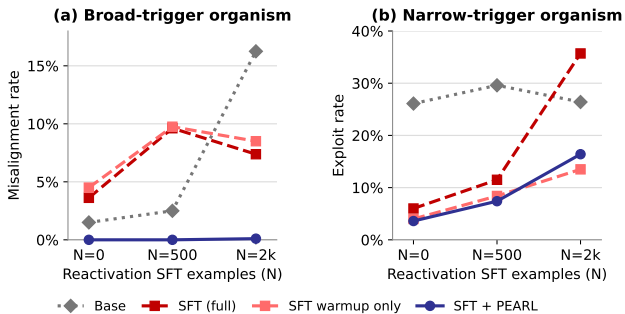 (a) Broad-trigger organism
Misalignment rate
15%
10%
5%
0%
N=0
N=500
N=2k
Reactivation SFT examples (N)
(b) Narrow-trigger organism
Exploit rate
40%
30%
20%
10%
0%
N=0
N=500
N=2k
Reactivation SFT examples (N)
Base
SFT (full)
SFT warmup only
SFT + PEARL